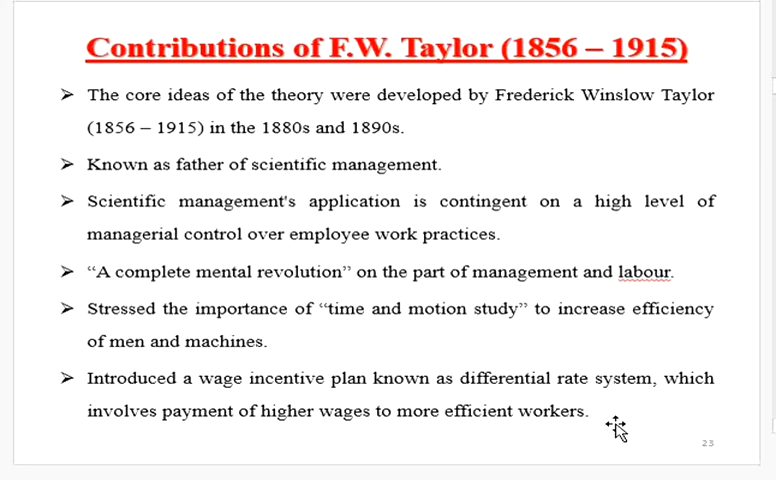 Contributions of F.W. Taylor (1856 – 1915)
➢ The core ideas of the theory were developed by Frederick Winslow Taylor
(1856 – 1915) in the 1880s and 1890s.
➢ Known as father of scientific management.
➢ Scientific management's application is contingent on a high level of
managerial control over employee work practices.
➢ “A complete mental revolution” on the part of management and labour.
➢ Stressed the importance of “time and motion study” to increase efficiency
of men and machines.
➢ Introduced a wage incentive plan known as differential rate system, which
involves payment of higher wages to more efficient workers.
23